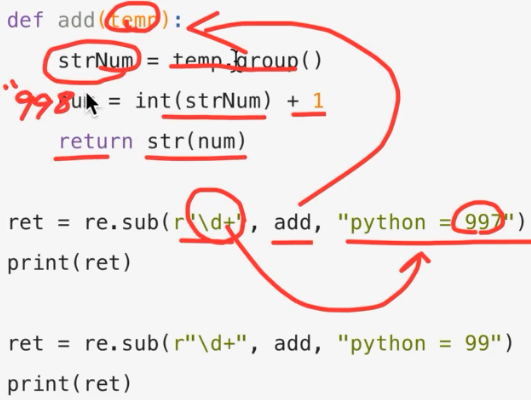 def add(temp):
    strNum = temp.group()
"998
    num = int(strNum) + 1
    return str(num)
ret = re.sub(r"\d+", add, "python = 997")
print(ret)
ret = re.sub(r"\d+", add, "python = 99")
print(ret)